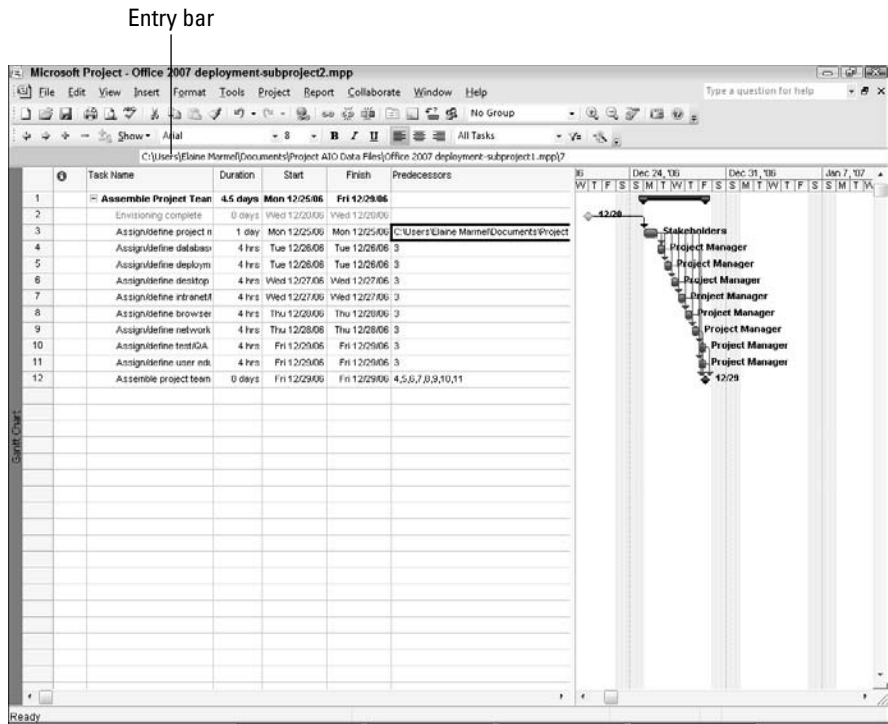 Entry bar
Microsoft Project - Office 2007 deployment-subproject2.mpp
File Edit View Insert Format Tools Project Report Collaborate Window Help
Type a question for help
No Group
Show Arial 8 B I U All Tasks
C:\Users\Elaine Marmel\Documents\Project AIO Data Files\Office 2007 deployment-subproject1.mpp\7
Task Name Duration Start Finish Predecessors
'06 Dec 24, '06 Dec 31, '06 Jan 7, '07
W T F S S M T W T F S S M T W T F S S M T W
1 Assemble Project Tean 4.5 days Mon 12/25/06 Fri 12/29/06
2 Envisioning complete 0 days Wed 12/20/06 Wed 12/20/06 12/20
3 Assign/define project n 1 day Mon 12/25/06 Mon 12/25/06 C:\Users\Elaine Marmel\Documents\Project Stakeholders
4 Assign/define databas 4 hrs Tue 12/26/06 Tue 12/26/06 3 Project Manager
5 Assign/define deploym 4 hrs Tue 12/26/06 Tue 12/26/06 3 Project Manager
6 Assign/define desktop 4 hrs Wed 12/27/06 Wed 12/27/06 3 Project Manager
7 Assign/define intranet/I 4 hrs Wed 12/27/06 Wed 12/27/06 3 Project Manager
8 Assign/define browser 4 hrs Thu 12/28/06 Thu 12/28/06 3 Project Manager
9 Assign/define network 4 hrs Thu 12/28/06 Thu 12/28/06 3 Project Manager
10 Assign/define test/QA 4 hrs Fri 12/29/06 Fri 12/29/06 3 Project Manager
11 Assign/define user edu 4 hrs Fri 12/29/06 Fri 12/29/06 3 Project Manager
12 Assemble project team 0 days Fri 12/29/06 Fri 12/29/06 4,5,6,7,8,9,10,11 12/29
Gantt Chart
Ready